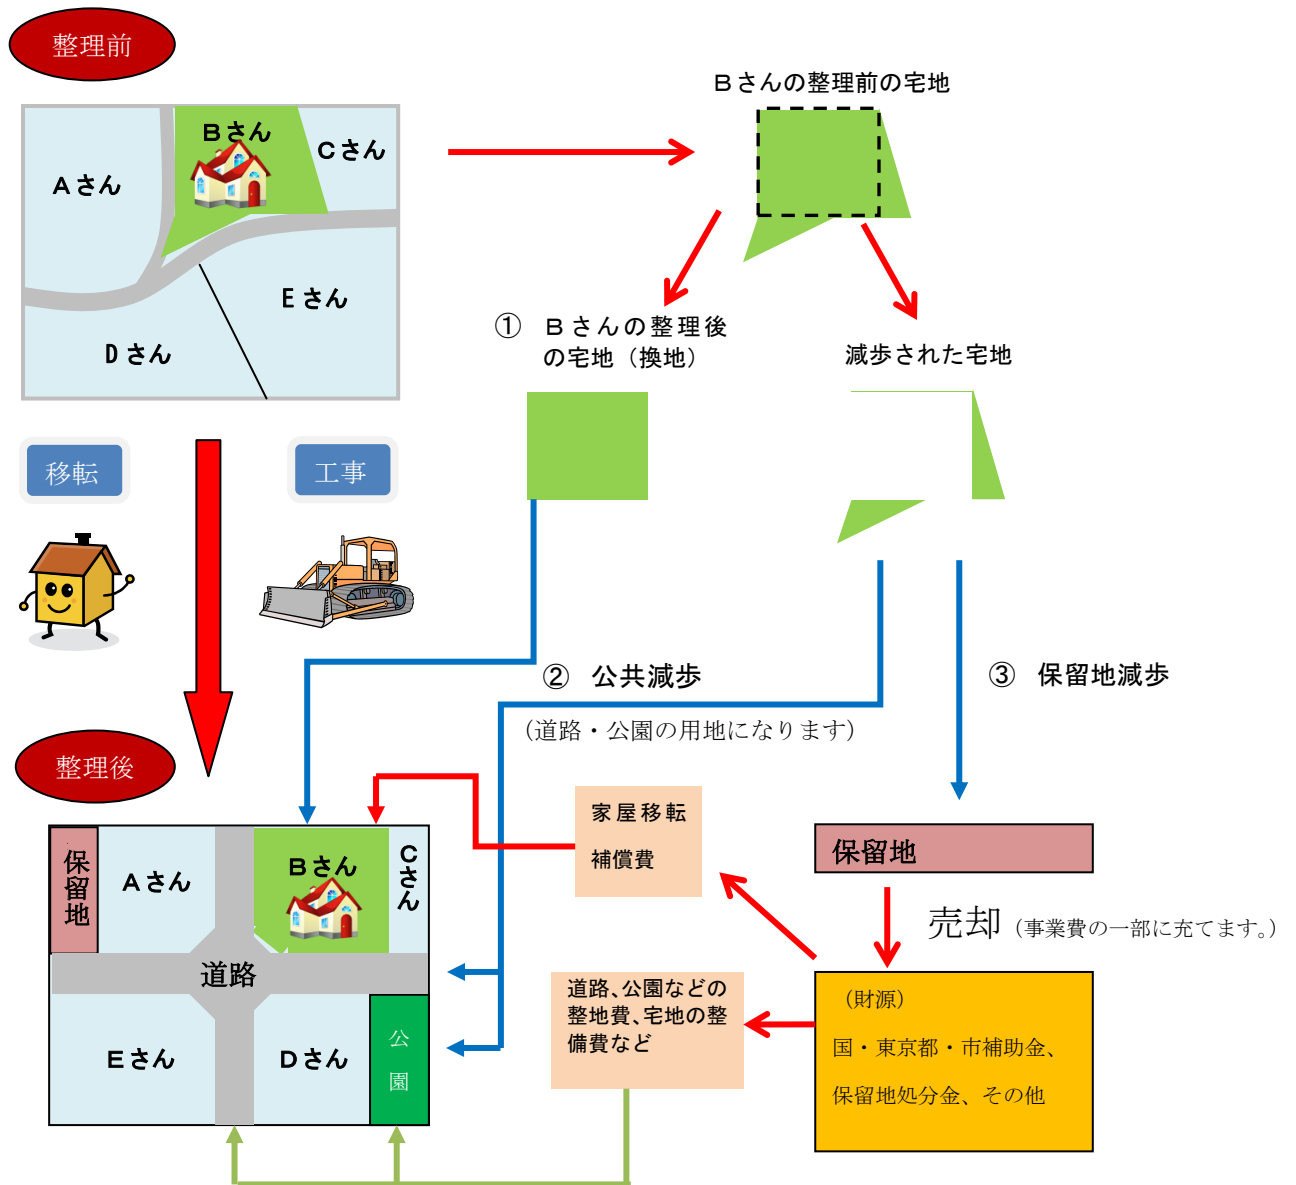 整理前
Bさんの整理前の宅地
Bさん
Cさん
Aさん
Eさん
Dさん
① Bさんの整理後
の宅地（換地）
減歩された宅地
移転
工事
② 公共減歩
（道路・公園の用地になります）
③ 保留地減歩
整理後
家屋移転
補償費
保留地
売却（事業費の一部に充てます。）
保留地
Aさん
Bさん
Cさん
道路
Eさん
Dさん
公園
道路、公園などの
整地費、宅地の整
備費など
（財源）
国・東京都・市補助金、
保留地処分金、その他